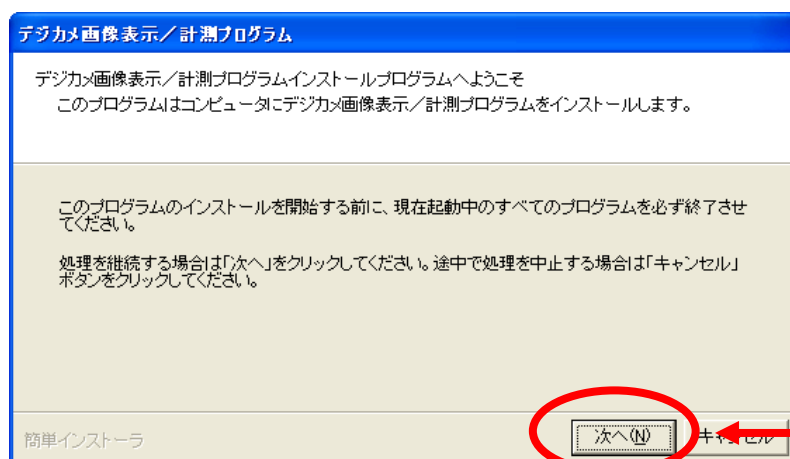 デジカメ画像表示／計測プログラム
デジカメ画像表示／計測プログラムインストールプログラムへようこそ
このプログラムはコンピュータにデジカメ画像表示／計測プログラムをインストールします。
このプログラムのインストールを開始する前に、現在起動中のすべてのプログラムを必ず終了させ
てください。
処理を継続する場合は「次へ」をクリックしてください。途中で処理を中止する場合は「キャンセル」
ボタンをクリックしてください。
簡単インストーラ
次へ(N)
キャンセル